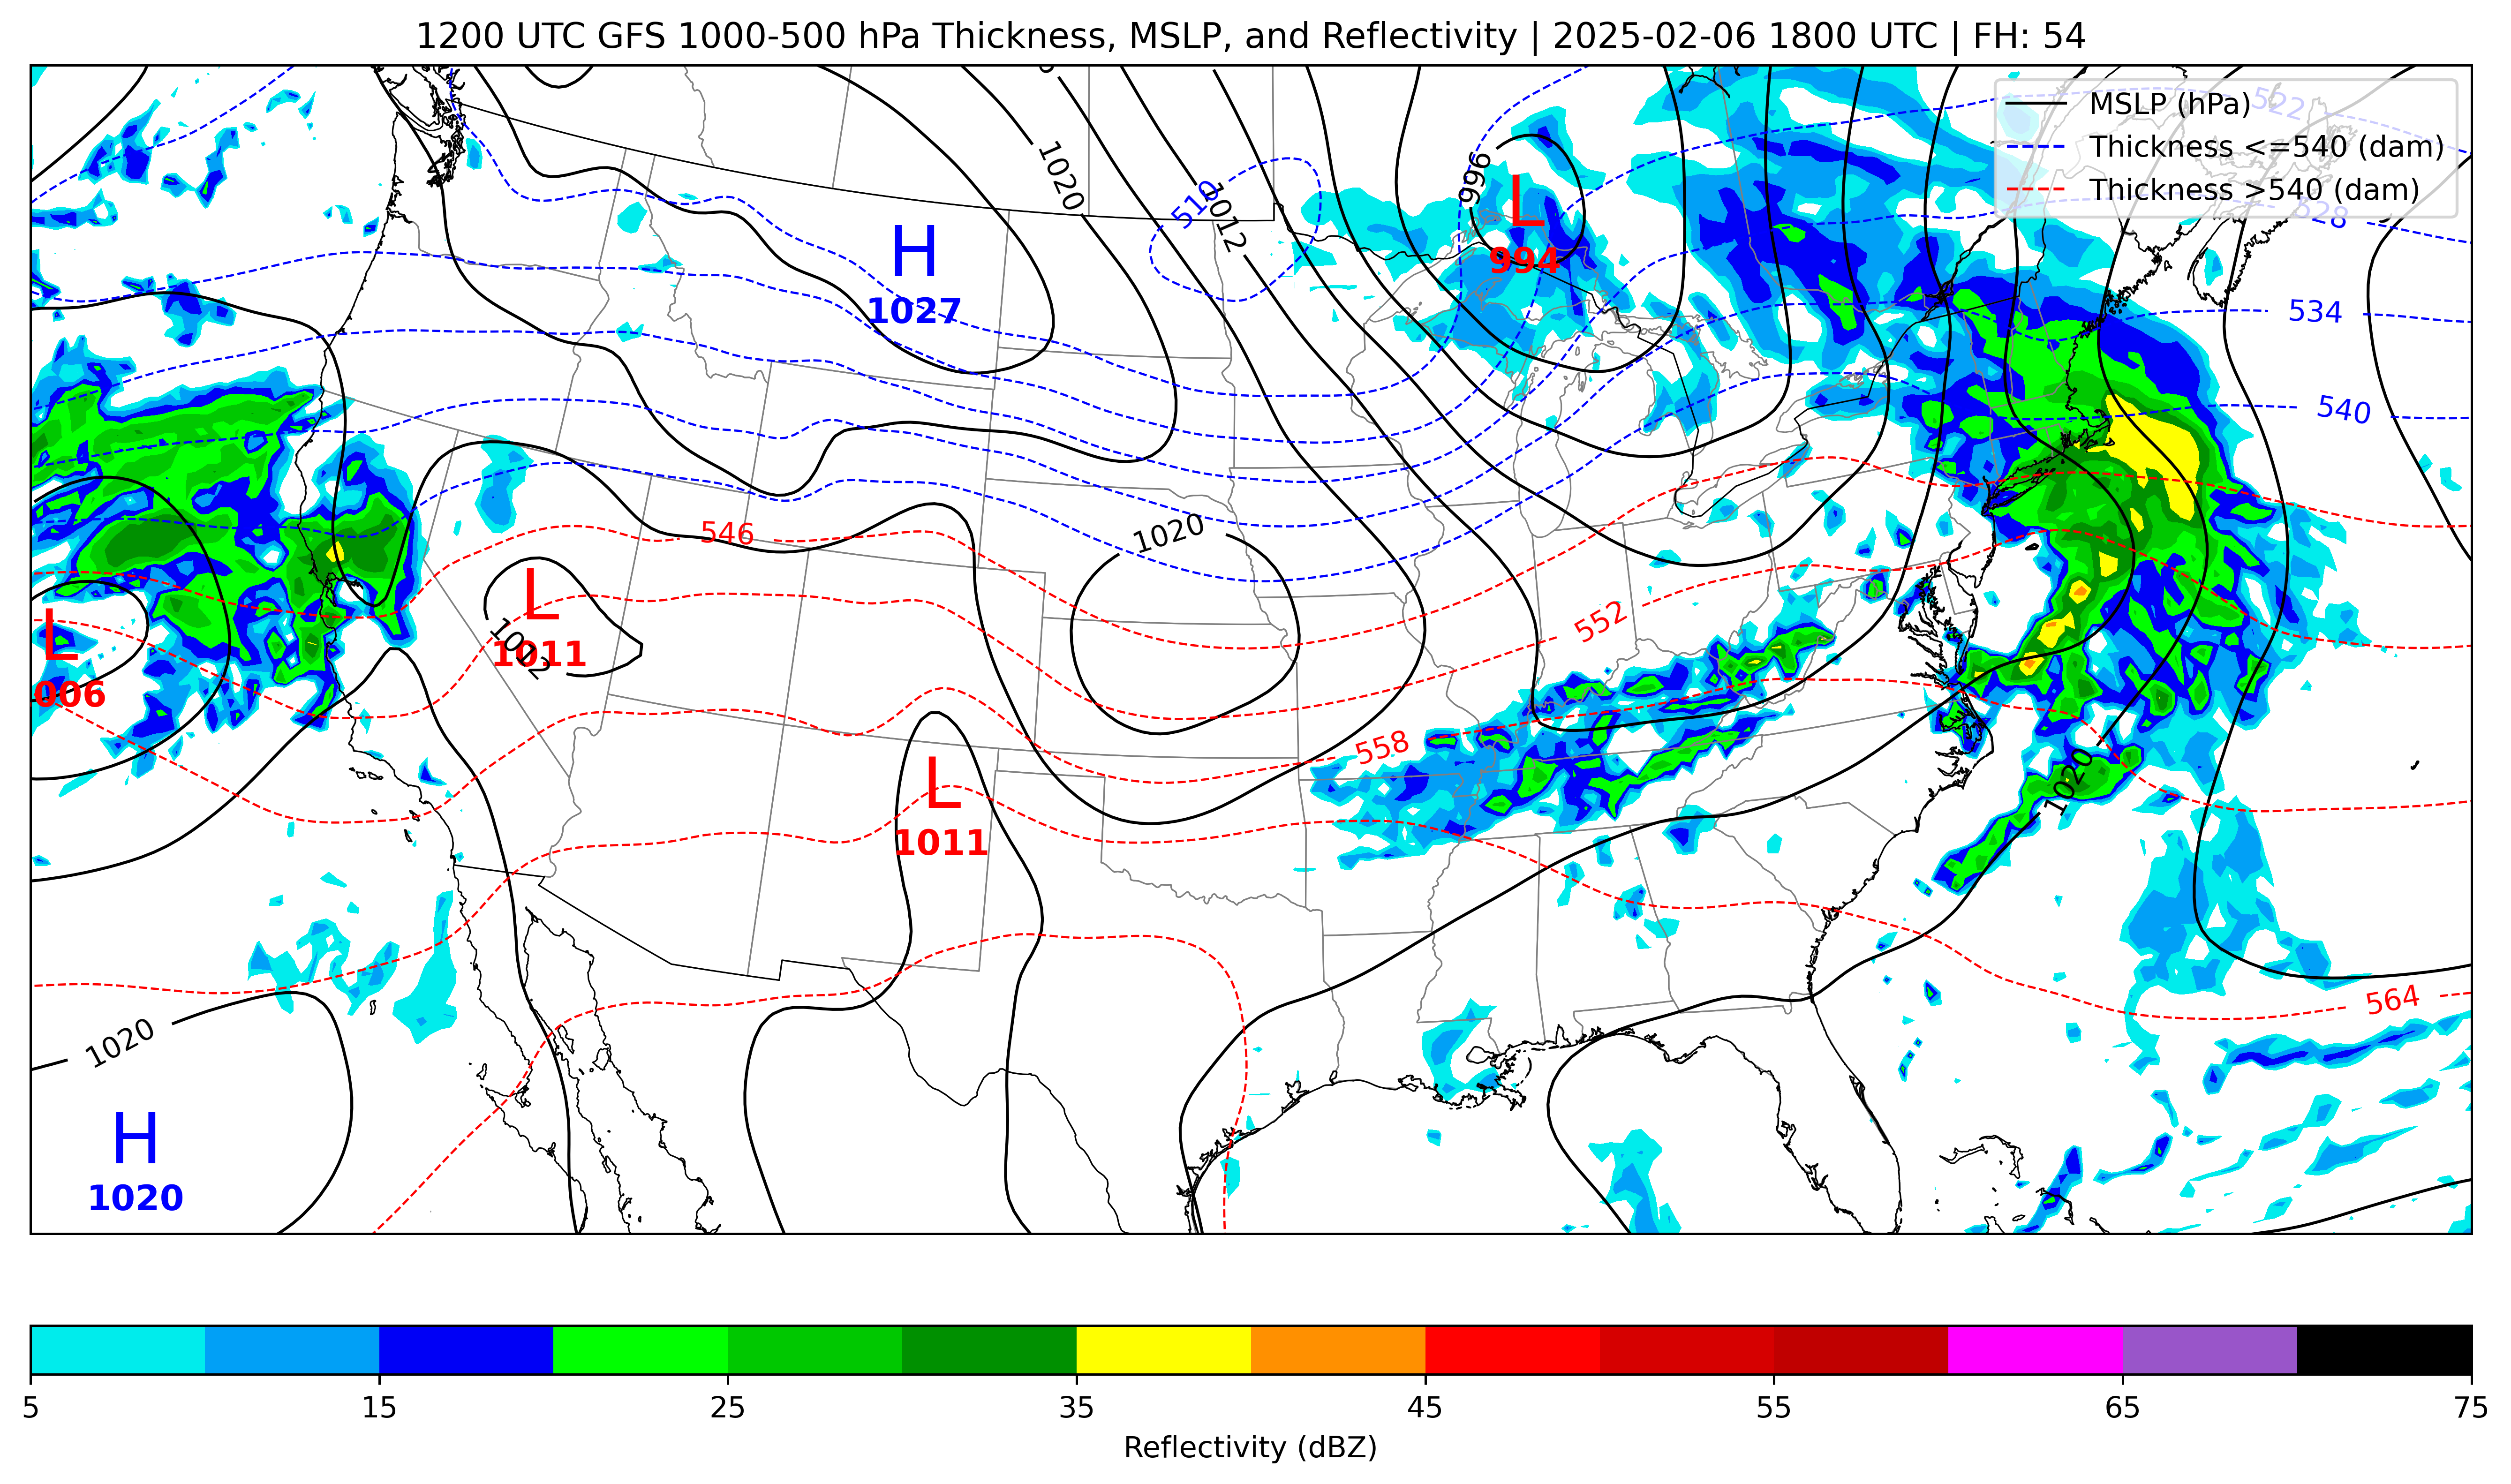 1200 UTC GFS 1000-500 hPa Thickness, MSLP, and Reflectivity | 2025-02-06 1800 UTC | FH: 54
MSLP (hPa)
Thickness <=540 (dam)
Thickness >540 (dam)
522
528
996
1020
510
1012
L
994
H
1027
534
540
546
1020
L
1011
1012
552
L
006
558
L
1011
1020
564
1020
H
1020
5 15 25 35 45 55 65 75
Reflectivity (dBZ)